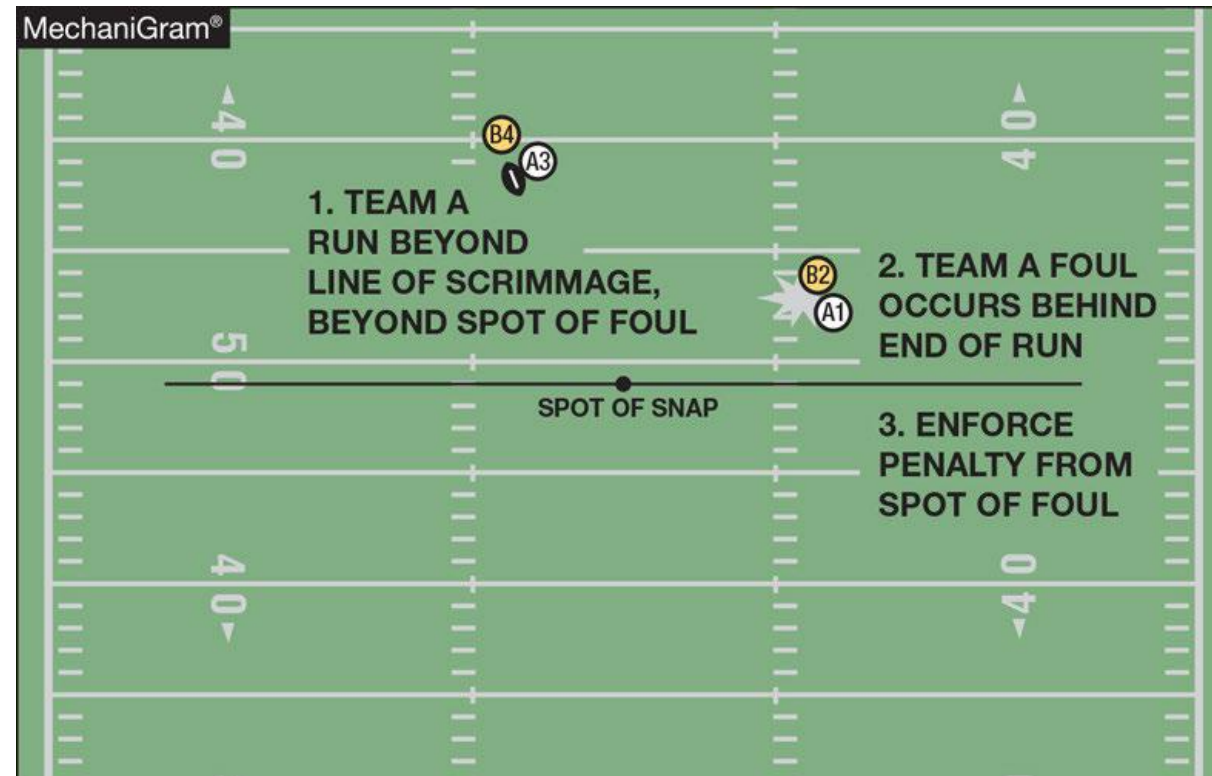 MechaniGram®
40
40
B4
A3
1. TEAM A
RUN BEYOND
LINE OF SCRIMMAGE,
BEYOND SPOT OF FOUL
B2
A1
2. TEAM A FOUL
OCCURS BEHIND
END OF RUN
50
SPOT OF SNAP
3. ENFORCE
PENALTY FROM
SPOT OF FOUL
40
40